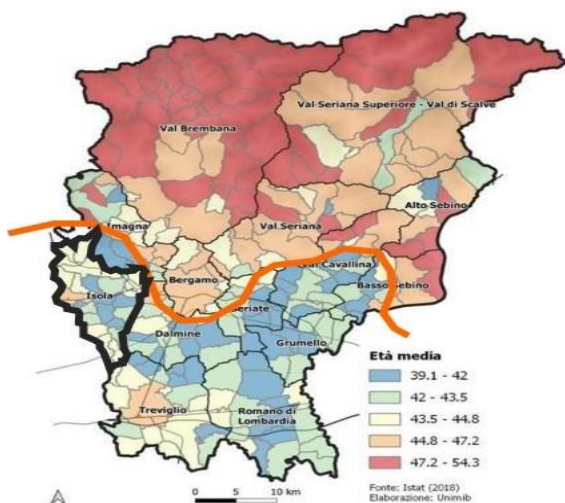 Val Seriana Superiore - Val di Scalve
Val Brembana
Alto Sebino
Imagna
Val Seriana
Val Cavallina
Bergamo
Basso Sebino
Isola
Seriate
Dalmine
Grumello
Treviglio
Romano di
Lombardia
Età media
39.1 - 42
42 - 43.5
43.5 - 44.8
44.8 - 47.2
47.2 - 54.3
0 5 10 km
Fonte: Istat (2018)
Elaborazione: Unimib